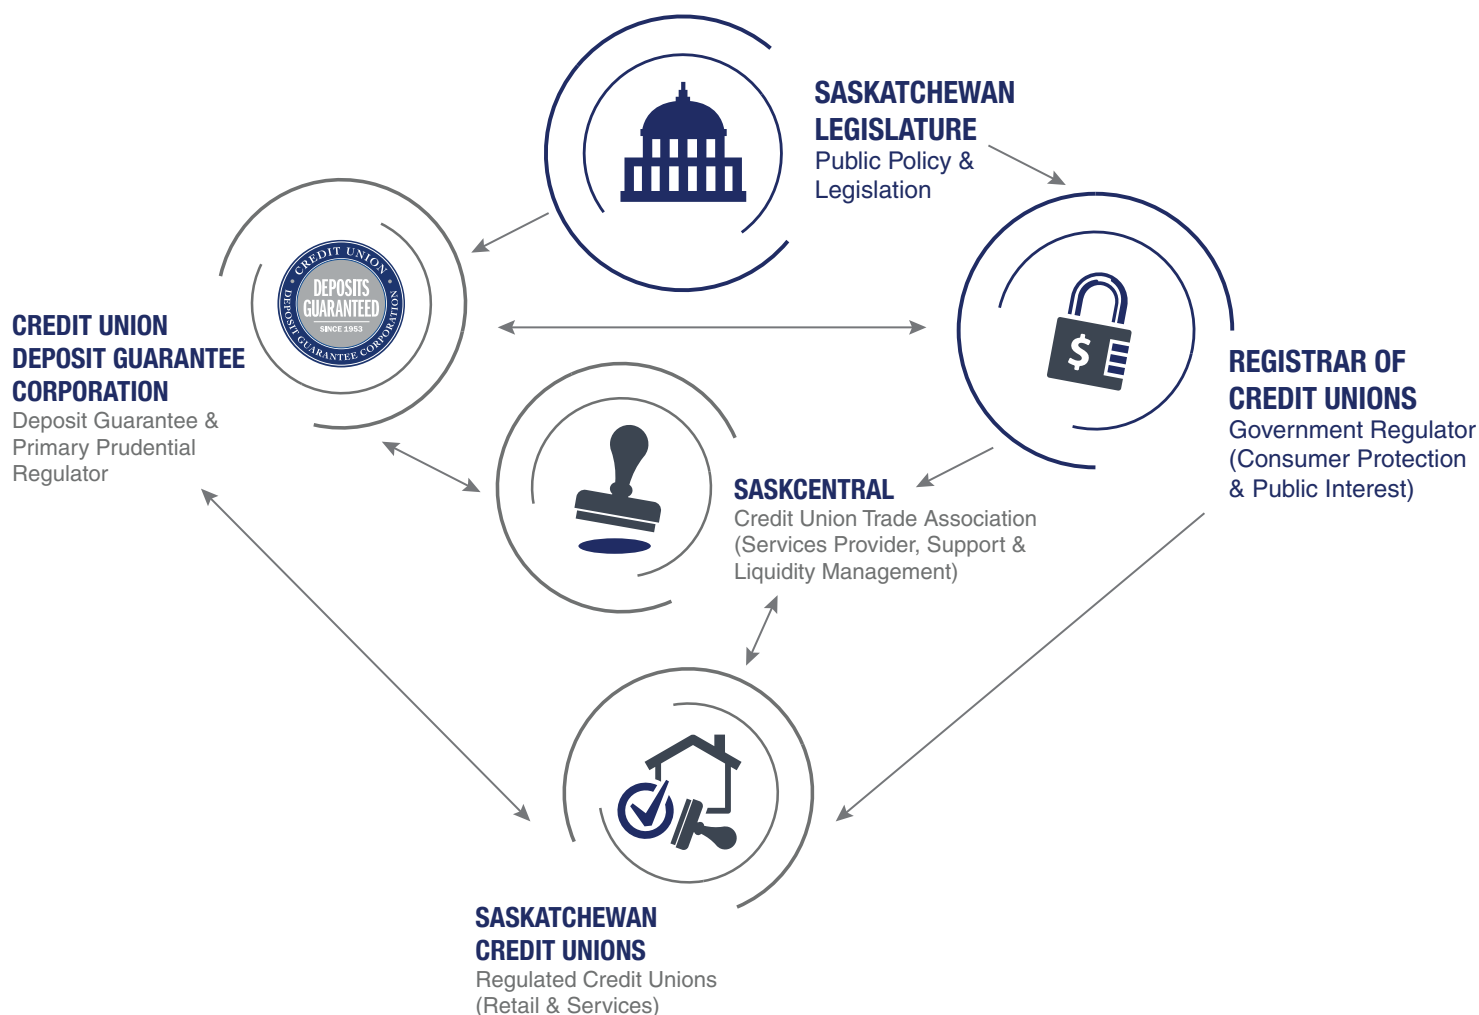 SASKATCHEWAN
LEGISLATURE
Public Policy &
Legislation
CREDIT UNION
DEPOSIT GUARANTEE CORPORATION
DEPOSITS
GUARANTEED
SINCE 1953
CREDIT UNION
DEPOSIT GUARANTEE
CORPORATION
Deposit Guarantee &
Primary Prudential
Regulator
$
REGISTRAR OF
CREDIT UNIONS
Government Regulator
(Consumer Protection
& Public Interest)
SASKCENTRAL
Credit Union Trade Association
(Services Provider, Support &
Liquidity Management)
SASKATCHEWAN
CREDIT UNIONS
Regulated Credit Unions
(Retail & Services)